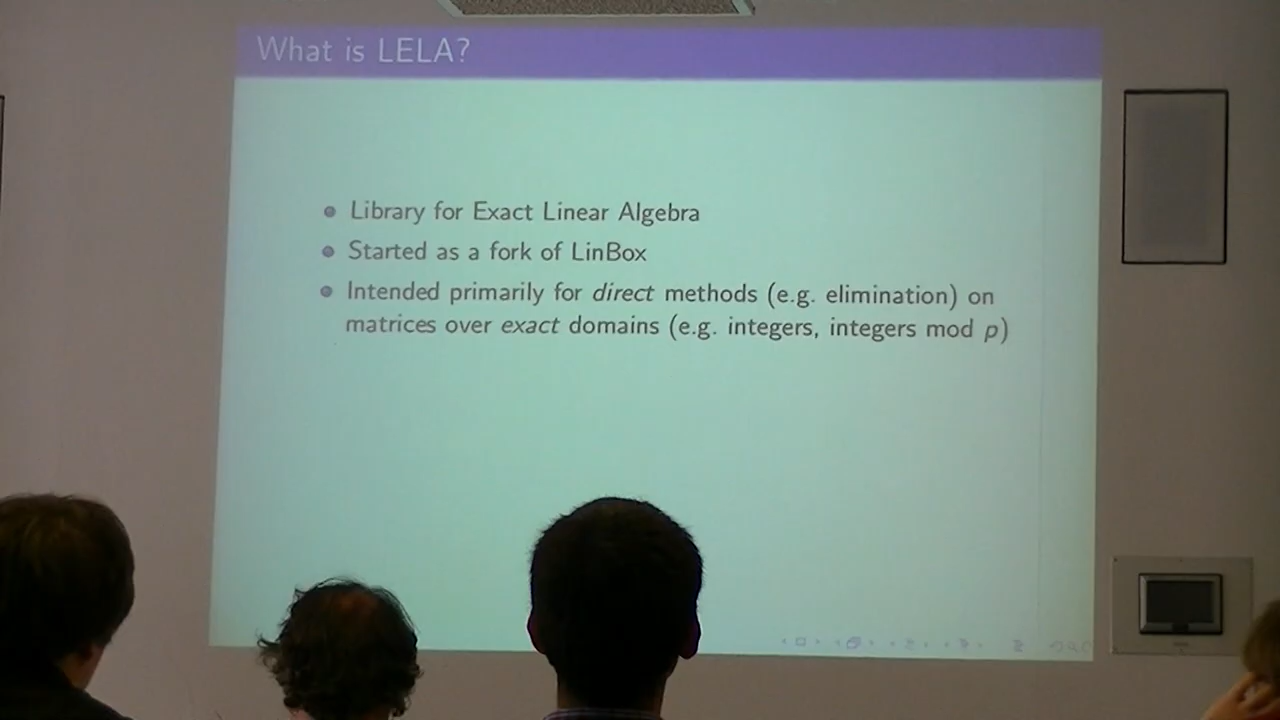 What is LELA?
Library for Exact Linear Algebra
Started as a fork of LinBox
Intended primarily for direct methods (e.g. elimination) on
matrices over exact domains (e.g. integers, integers mod p)